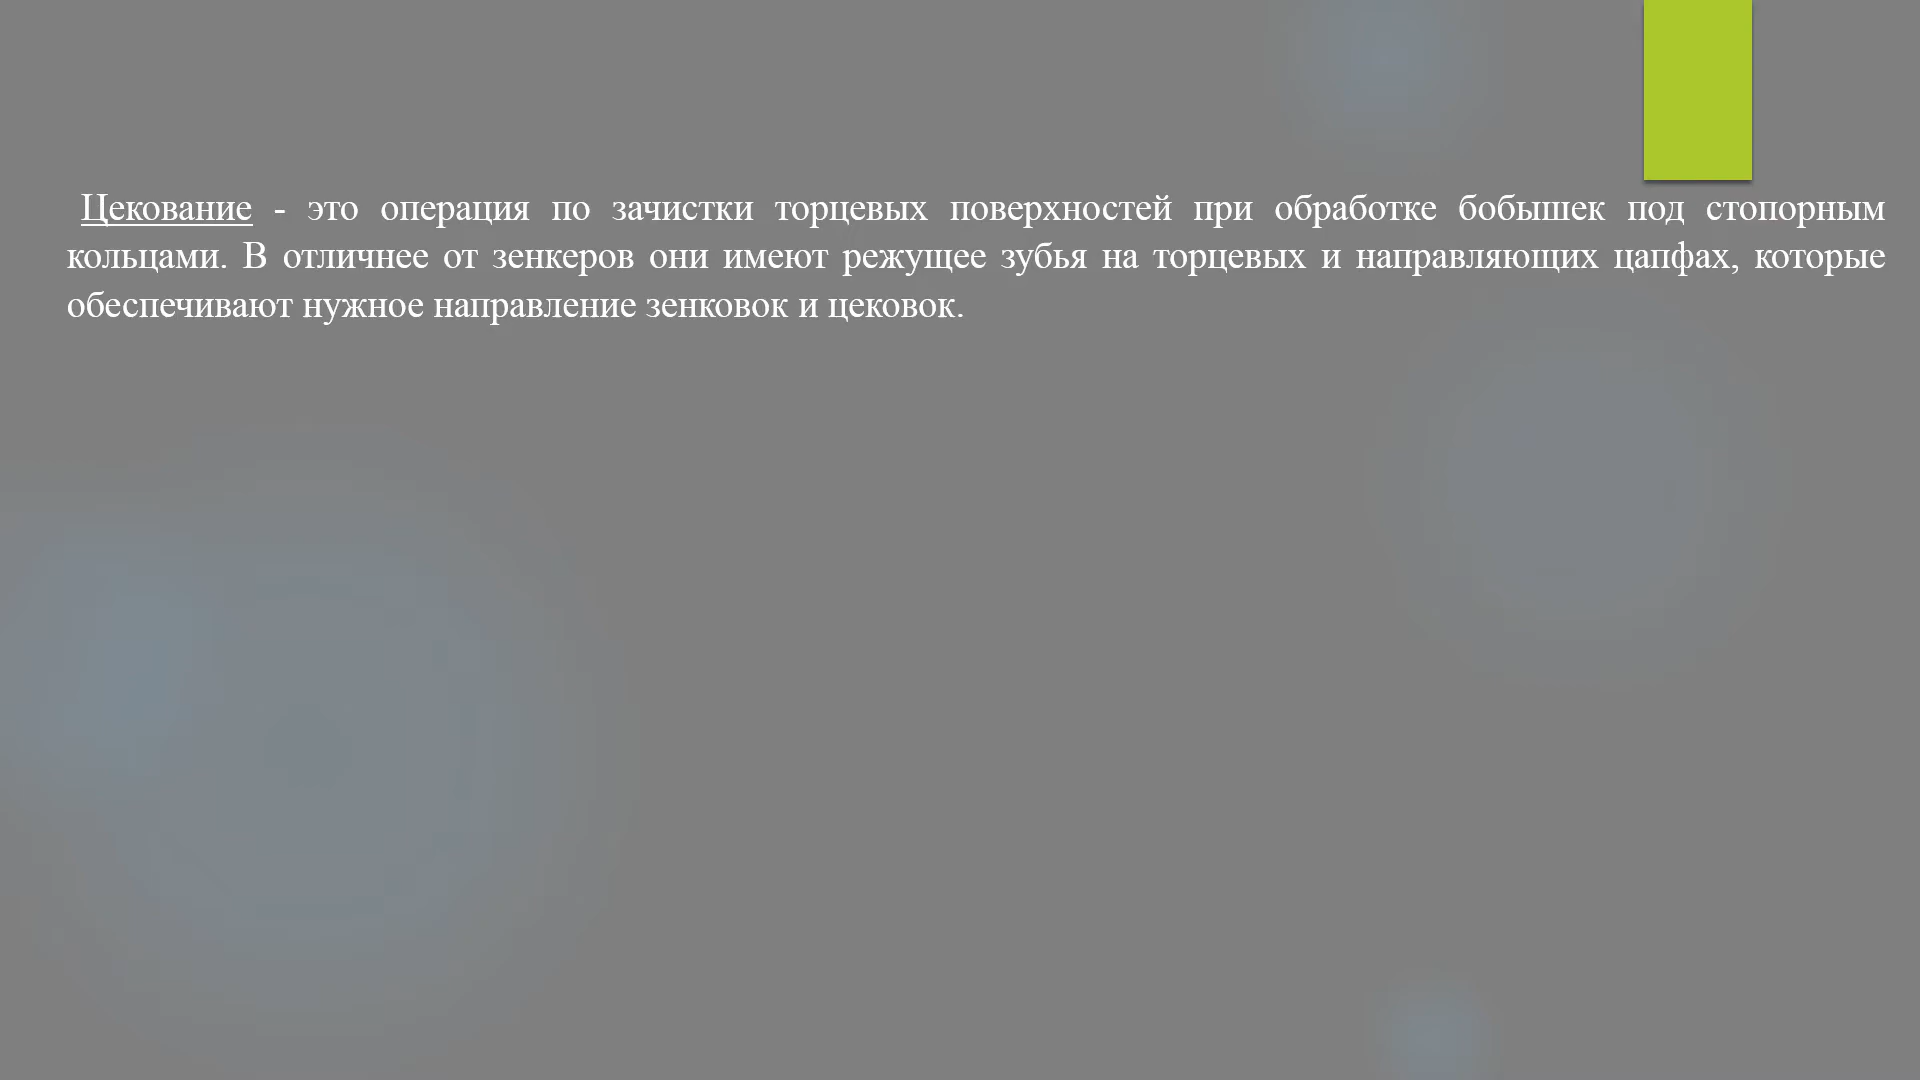 Цекование - это операция по зачистки торцевых поверхностей при обработке бобышек под стопорным
кольцами. В отличнее от зенкеров они имеют режущее зубья на торцевых и направляющих цапфах, которые
обеспечивают нужное направление зенковок и цековок.